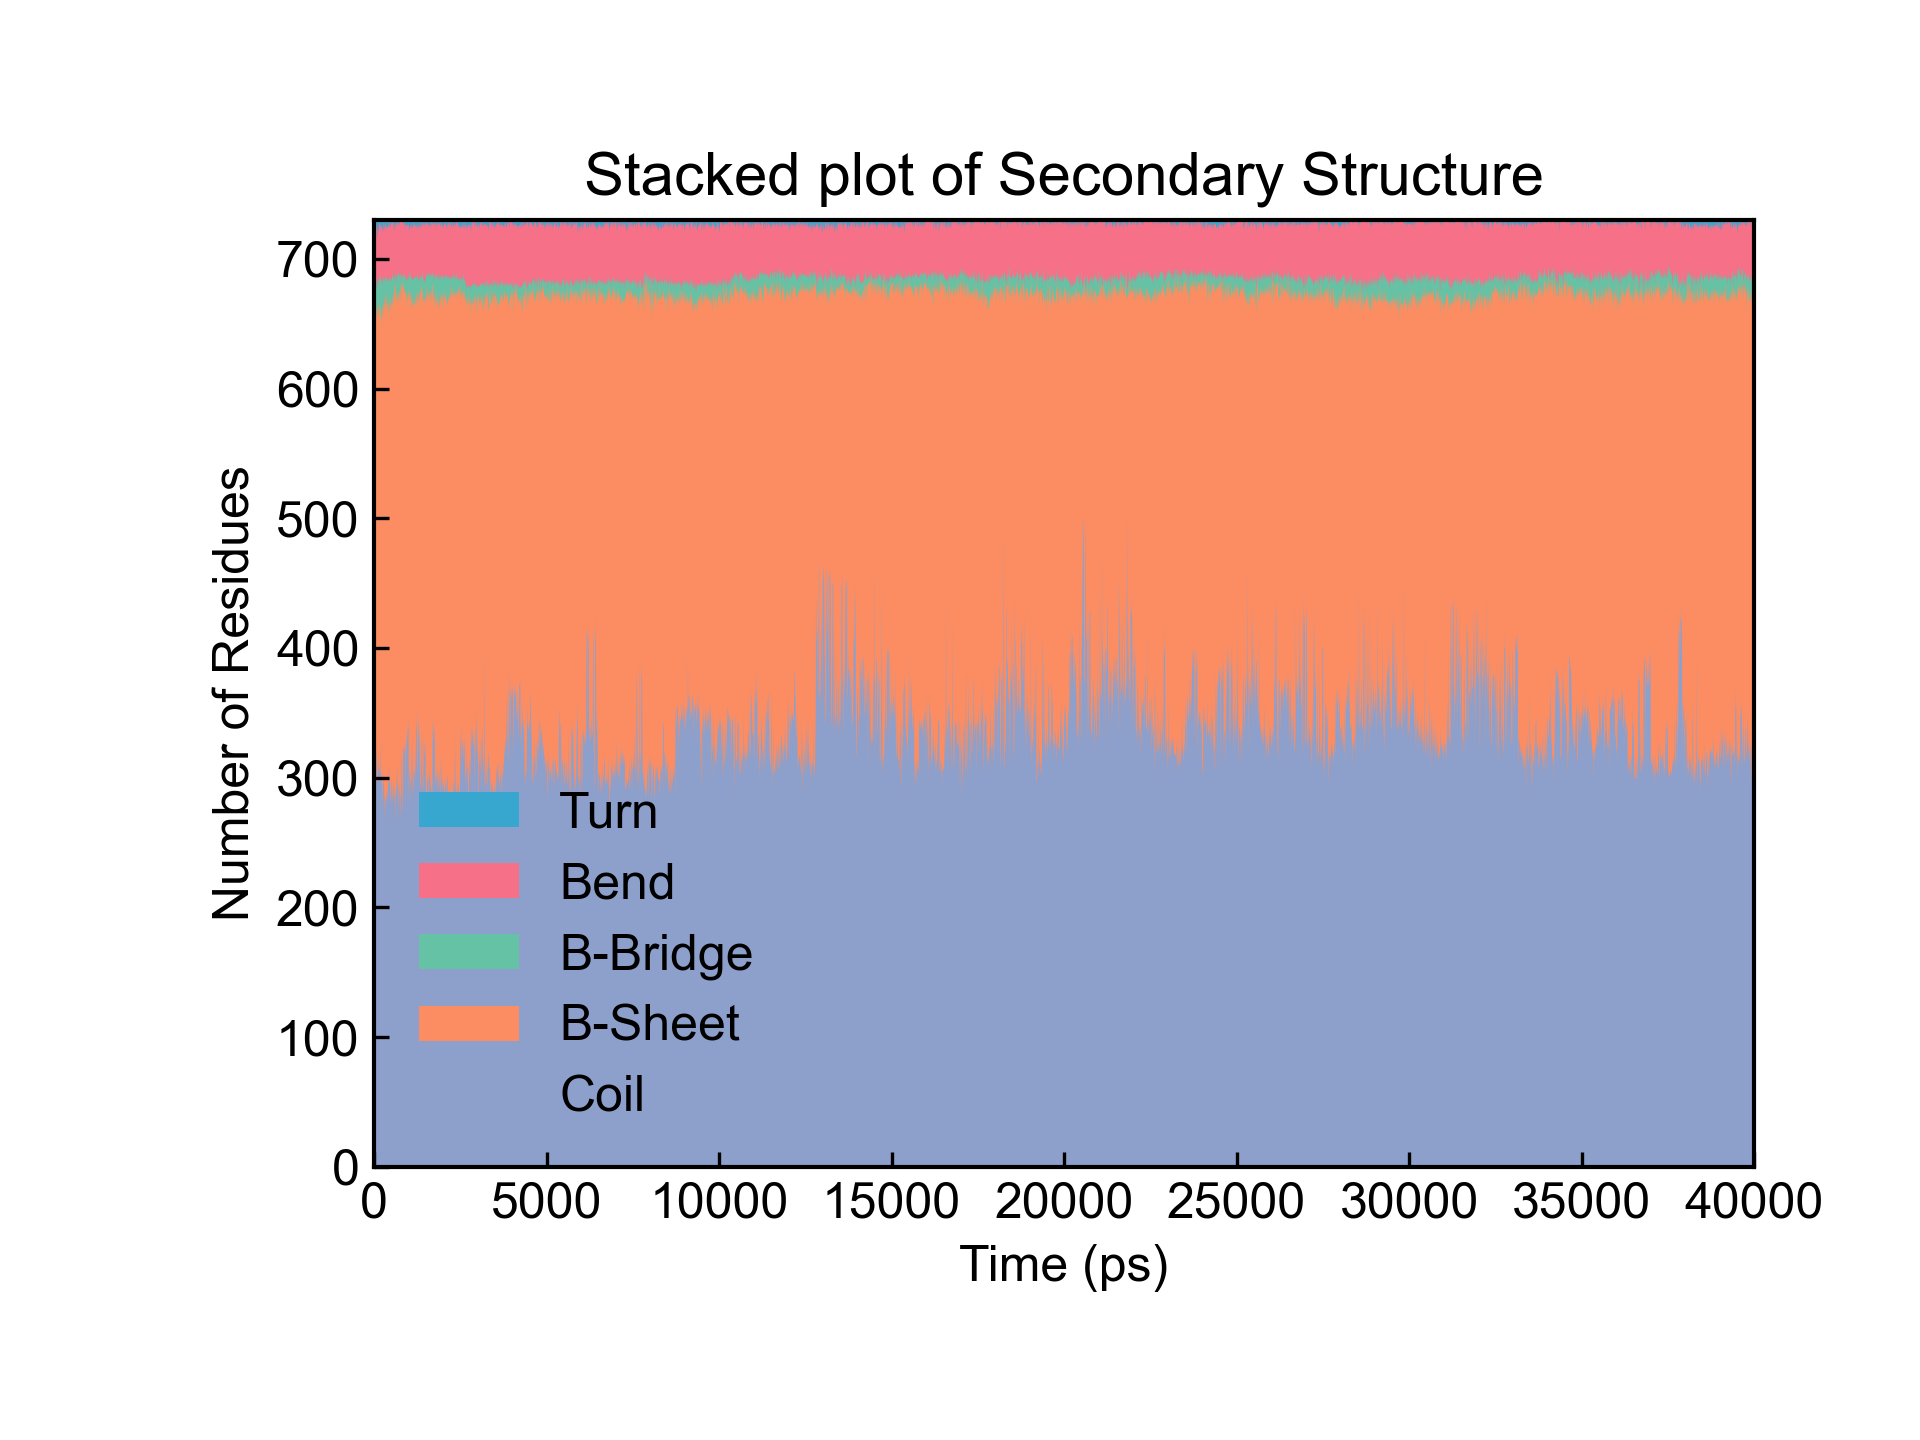 Stacked plot of Secondary Structure
Number of Residues
700
600
500
400
300
200
100
0
Turn
Bend
B-Bridge
B-Sheet
Coil
0 5000 10000 15000 20000 25000 30000 35000 40000
Time (ps)